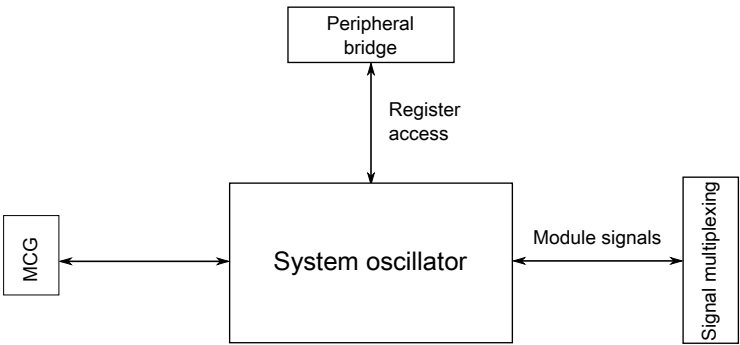 Peripheral
bridge
Register
access
MCG
System oscillator
Module signals
Signal multiplexing